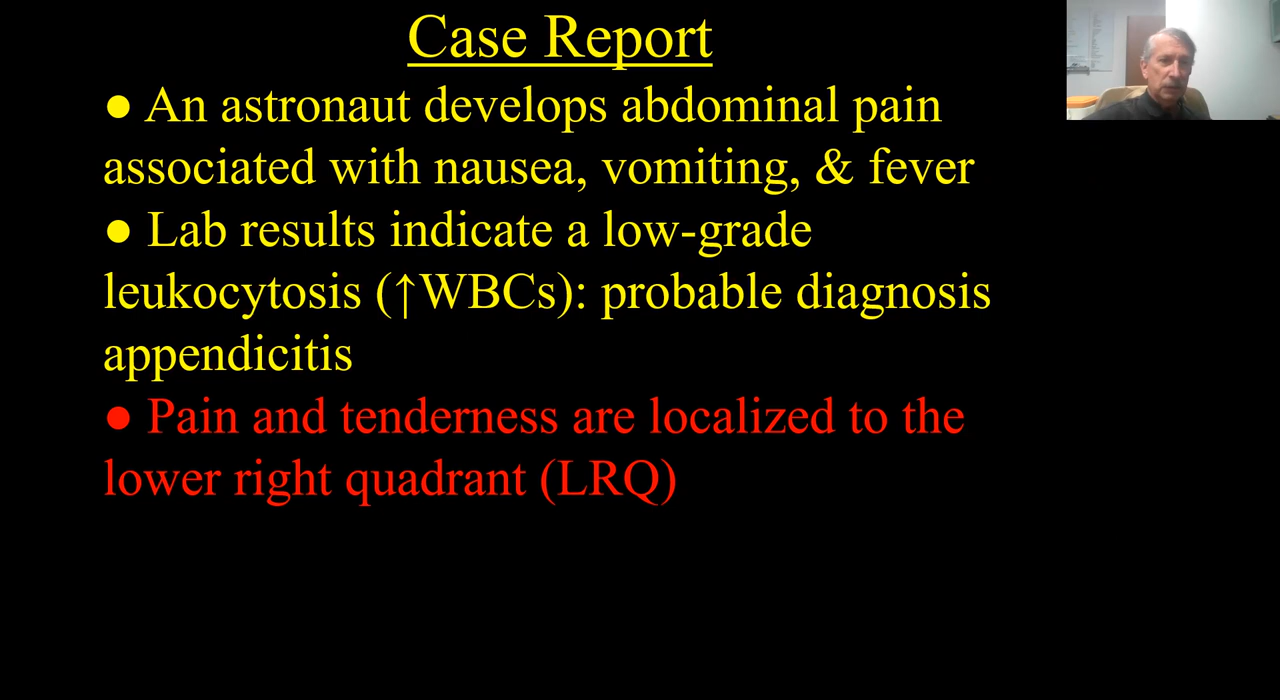 Case Report
● An astronaut develops abdominal pain
associated with nausea, vomiting, & fever
● Lab results indicate a low-grade
leukocytosis (↑WBCs): probable diagnosis
appendicitis
● Pain and tenderness are localized to the
lower right quadrant (LRQ)